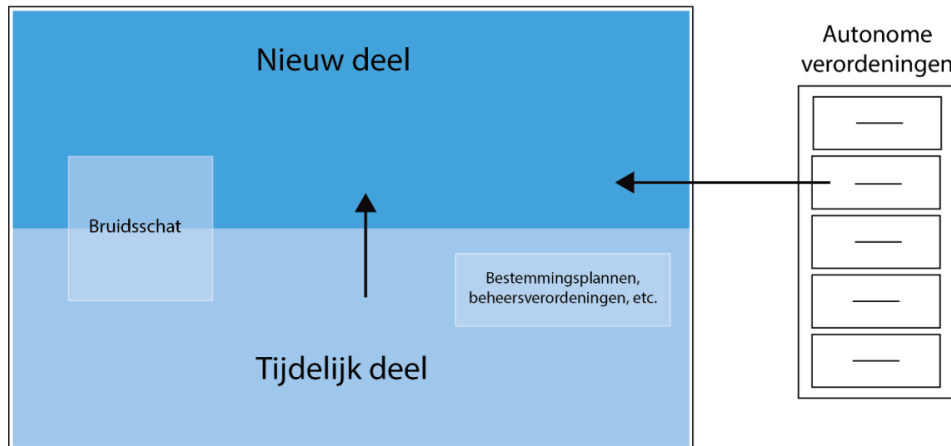 Nieuw deel
Autonome
verordeningen
Bruidsschat
Bestemmingsplannen,
beheersverordeningen, etc.
Tijdelijk deel